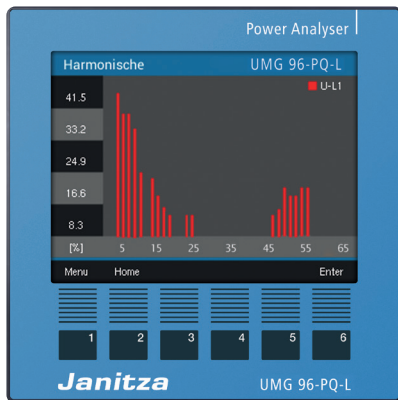 Power Analyser
Harmonische UMG 96-PQ-L
U-L1
41.5
33.2
24.9
16.6
8.3
[%] 5 15 25 35 45 55 65
Menu Home Enter
1 2 3 4 5 6
Janitza UMG 96-PQ-L